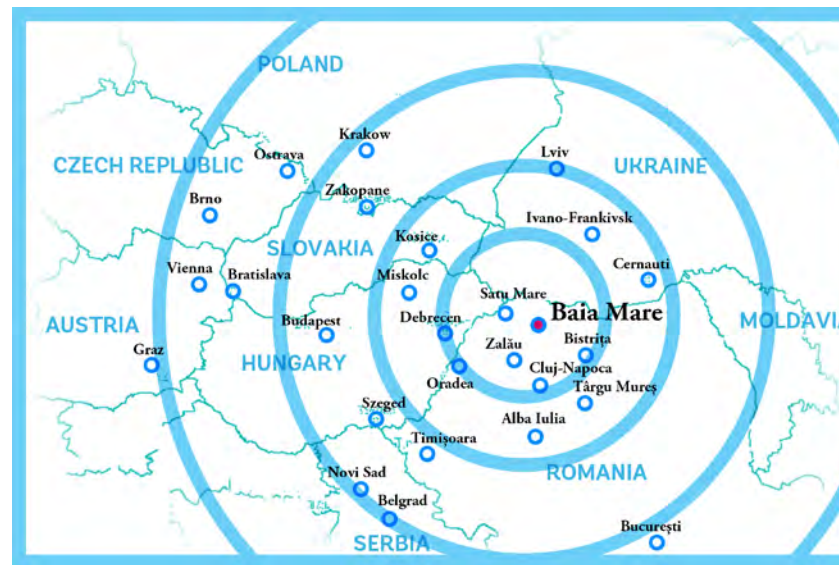 POLAND
Krakow
Ostrava
Lviv
CZECH REPLUBLIC
UKRAINE
Zakopane
Brno
Ivano-Frankivsk
Kosice
SLOVAKIA
Cernauti
Vienna
Bratislava
Miskolc
Satu Mare
Baia Mare
AUSTRIA
Budapest
Debrecen
MOLDAVIA
Graz
HUNGARY
Zalău
Bistrița
Oradea
Cluj-Napoca
Târgu Mureș
Szeged
Alba Iulia
Timișoara
Novi Sad
ROMANIA
Belgrad
București
SERBIA